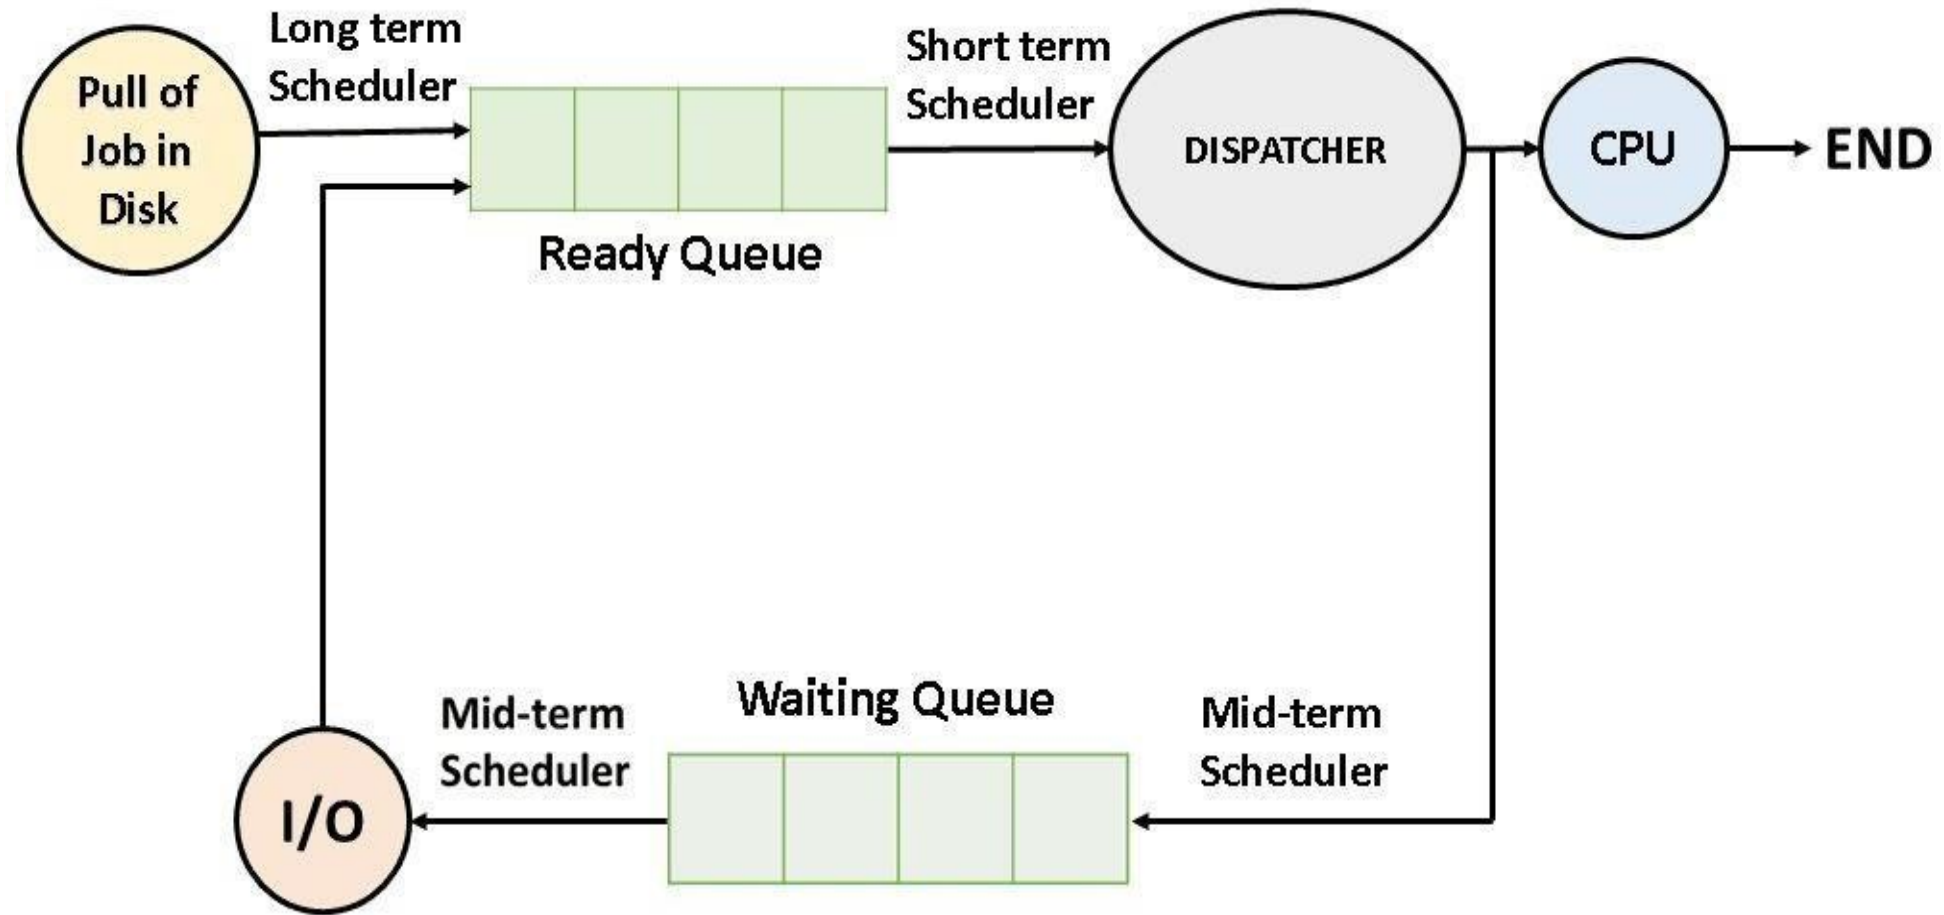 Pull of
Job in
Disk
Long term
Scheduler
Ready Queue
Short term
Scheduler
DISPATCHER
CPU
END
I/O
Mid-term
Scheduler
Waiting Queue
Mid-term
Scheduler